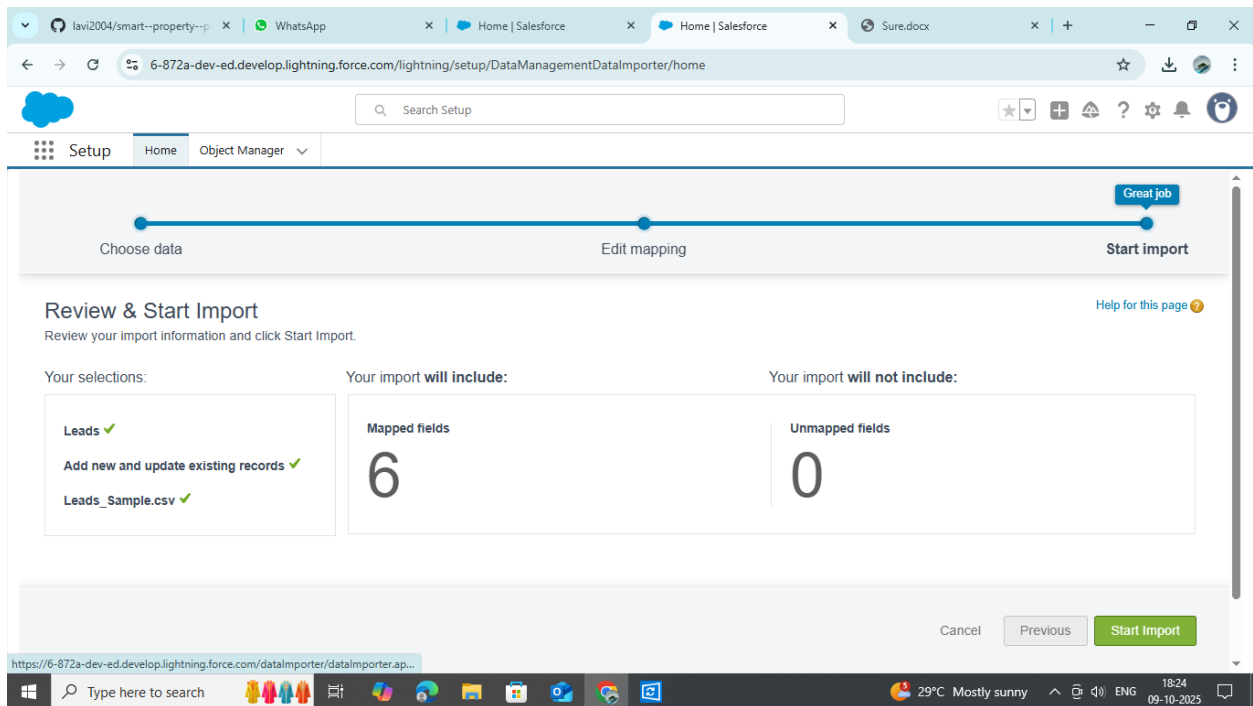 lavi2004/smart--property--p
WhatsApp
Home | Salesforce
Home | Salesforce
Sure.docx
6-872a-dev-ed.develop.lightning.force.com/lightning/setup/DataManagementDataImporter/home
Search Setup
Setup
Home
Object Manager
Great job
Choose data
Edit mapping
Start import
Review & Start Import
Help for this page
Review your import information and click Start Import.
Your selections:
Your import will include:
Your import will not include:
Leads
Add new and update existing records
Leads_Sample.csv
Mapped fields
6
Unmapped fields
0
Cancel
Previous
Start Import
https://6-872a-dev-ed.develop.lightning.force.com/dataImporter/dataImporter.ap...
Type here to search
5
29°C Mostly sunny
ENG
18:24
09-10-2025